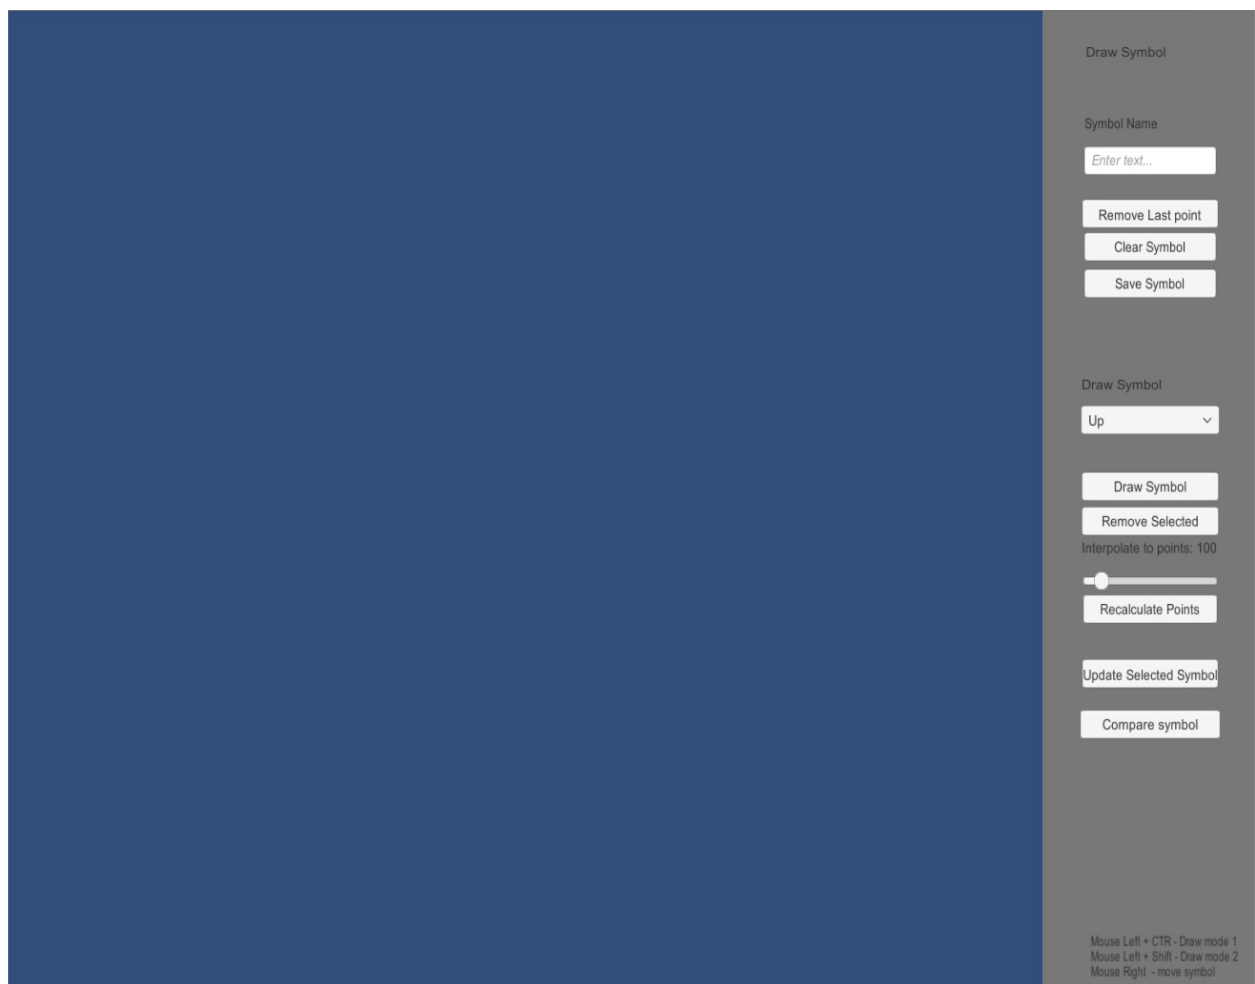 Draw Symbol
Symbol Name
Enter text...
Remove Last point
Clear Symbol
Save Symbol
Draw Symbol
Up
Draw Symbol
Remove Selected
Interpolate to points: 100
Recalculate Points
Update Selected Symbol
Compare symbol
Mouse Left + CTR - Draw mode 1
Mouse Left + Shift - Draw mode 2
Mouse Right - move symbol